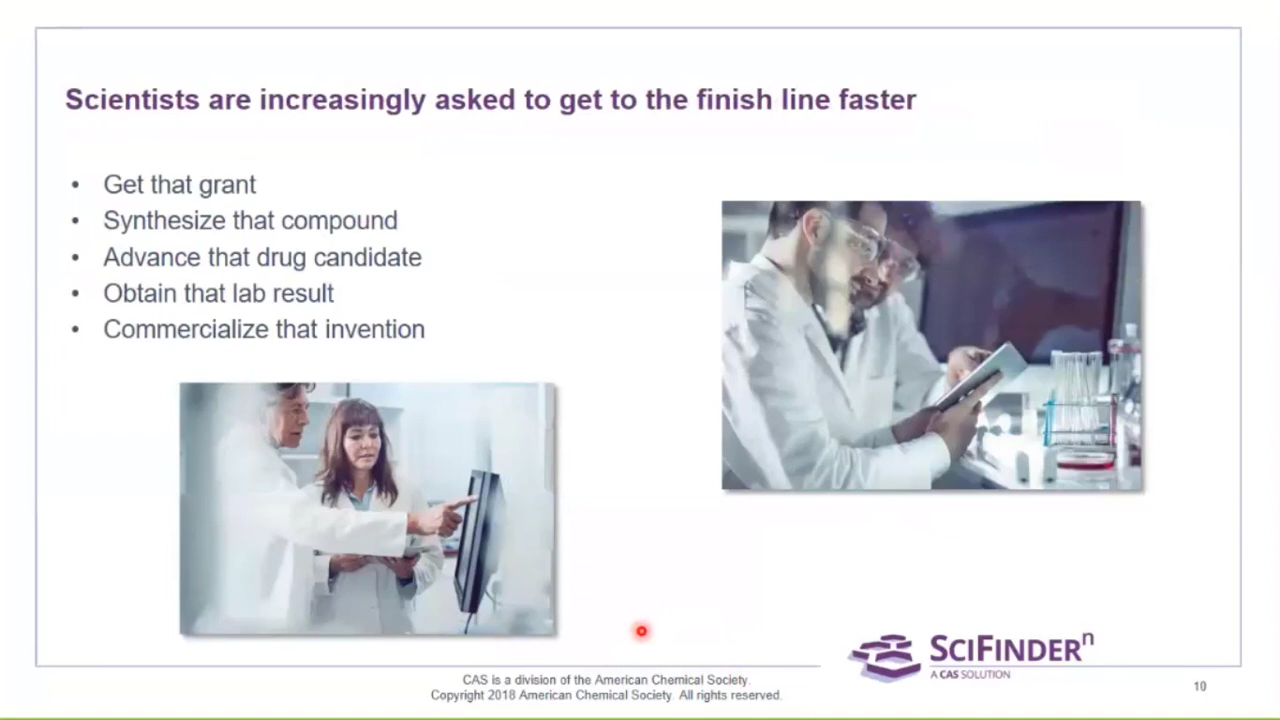 Scientists are increasingly asked to get to the finish line faster
• Get that grant
• Synthesize that compound
• Advance that drug candidate
• Obtain that lab result
• Commercialize that invention
SCIFINDERⁿ
A CAS SOLUTION
CAS is a division of the American Chemical Society.
Copyright 2018 American Chemical Society. All rights reserved.
10